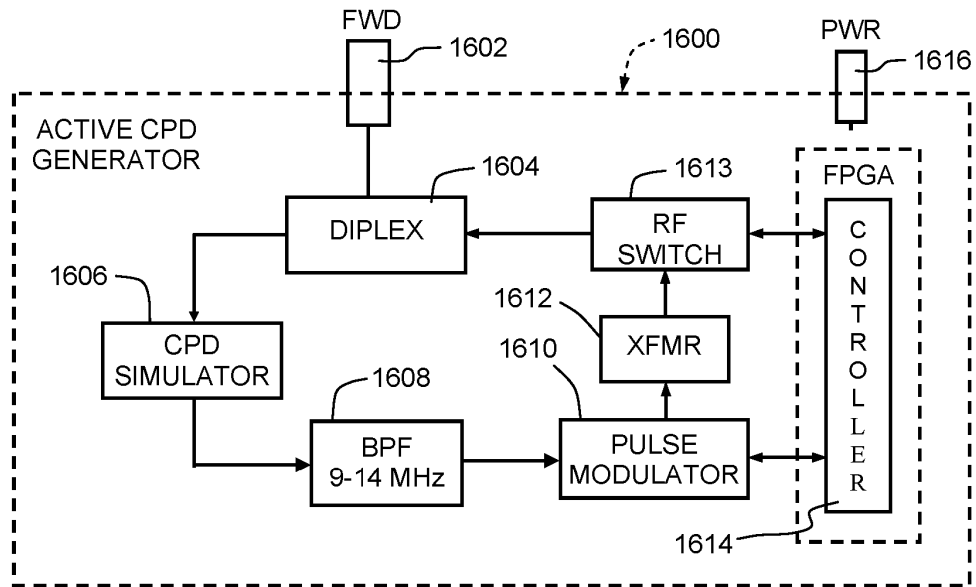 FWD
1602
1600
PWR
1616
ACTIVE CPD
GENERATOR
1604
DIPLEX
1613
RF
SWITCH
FPGA
CONTROLLER
1606
CPD
SIMULATOR
1612
XFMR
1608
BPF
9-14 MHz
1610
PULSE
MODULATOR
1614